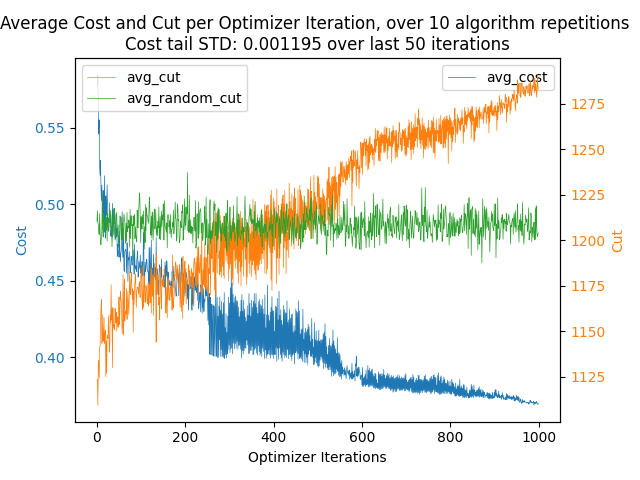 Average Cost and Cut per Optimizer Iteration, over 10 algorithm repetitions
Cost tail STD: 0.001195 over last 50 iterations
avg_cut
avg_random_cut
avg_cost
0.55
0.50
0.45
0.40
Cost
1275
1250
1225
1200
1175
1150
1125
Cut
0
200
400
600
800
1000
Optimizer Iterations